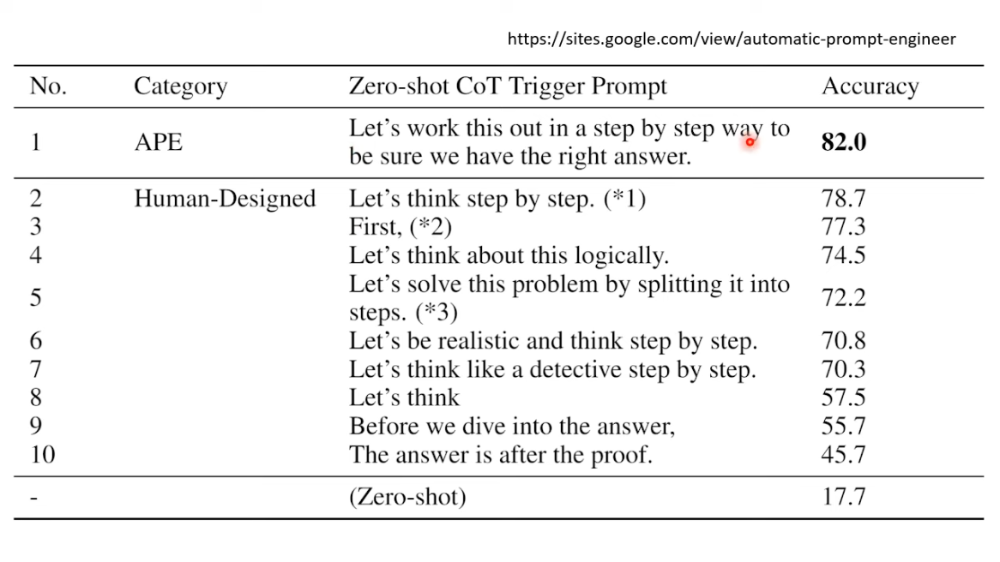 https://sites.google.com/view/automatic-prompt-engineer
No. Category Zero-shot CoT Trigger Prompt Accuracy
1 APE Let's work this out in a step by step way to be sure we have the right answer. 82.0
2 Human-Designed Let's think step by step. (*1) 78.7
3 First, (*2) 77.3
4 Let's think about this logically. 74.5
5 Let's solve this problem by splitting it into steps. (*3) 72.2
6 Let's be realistic and think step by step. 70.8
7 Let's think like a detective step by step. 70.3
8 Let's think 57.5
9 Before we dive into the answer, 55.7
10 The answer is after the proof. 45.7
- (Zero-shot) 17.7